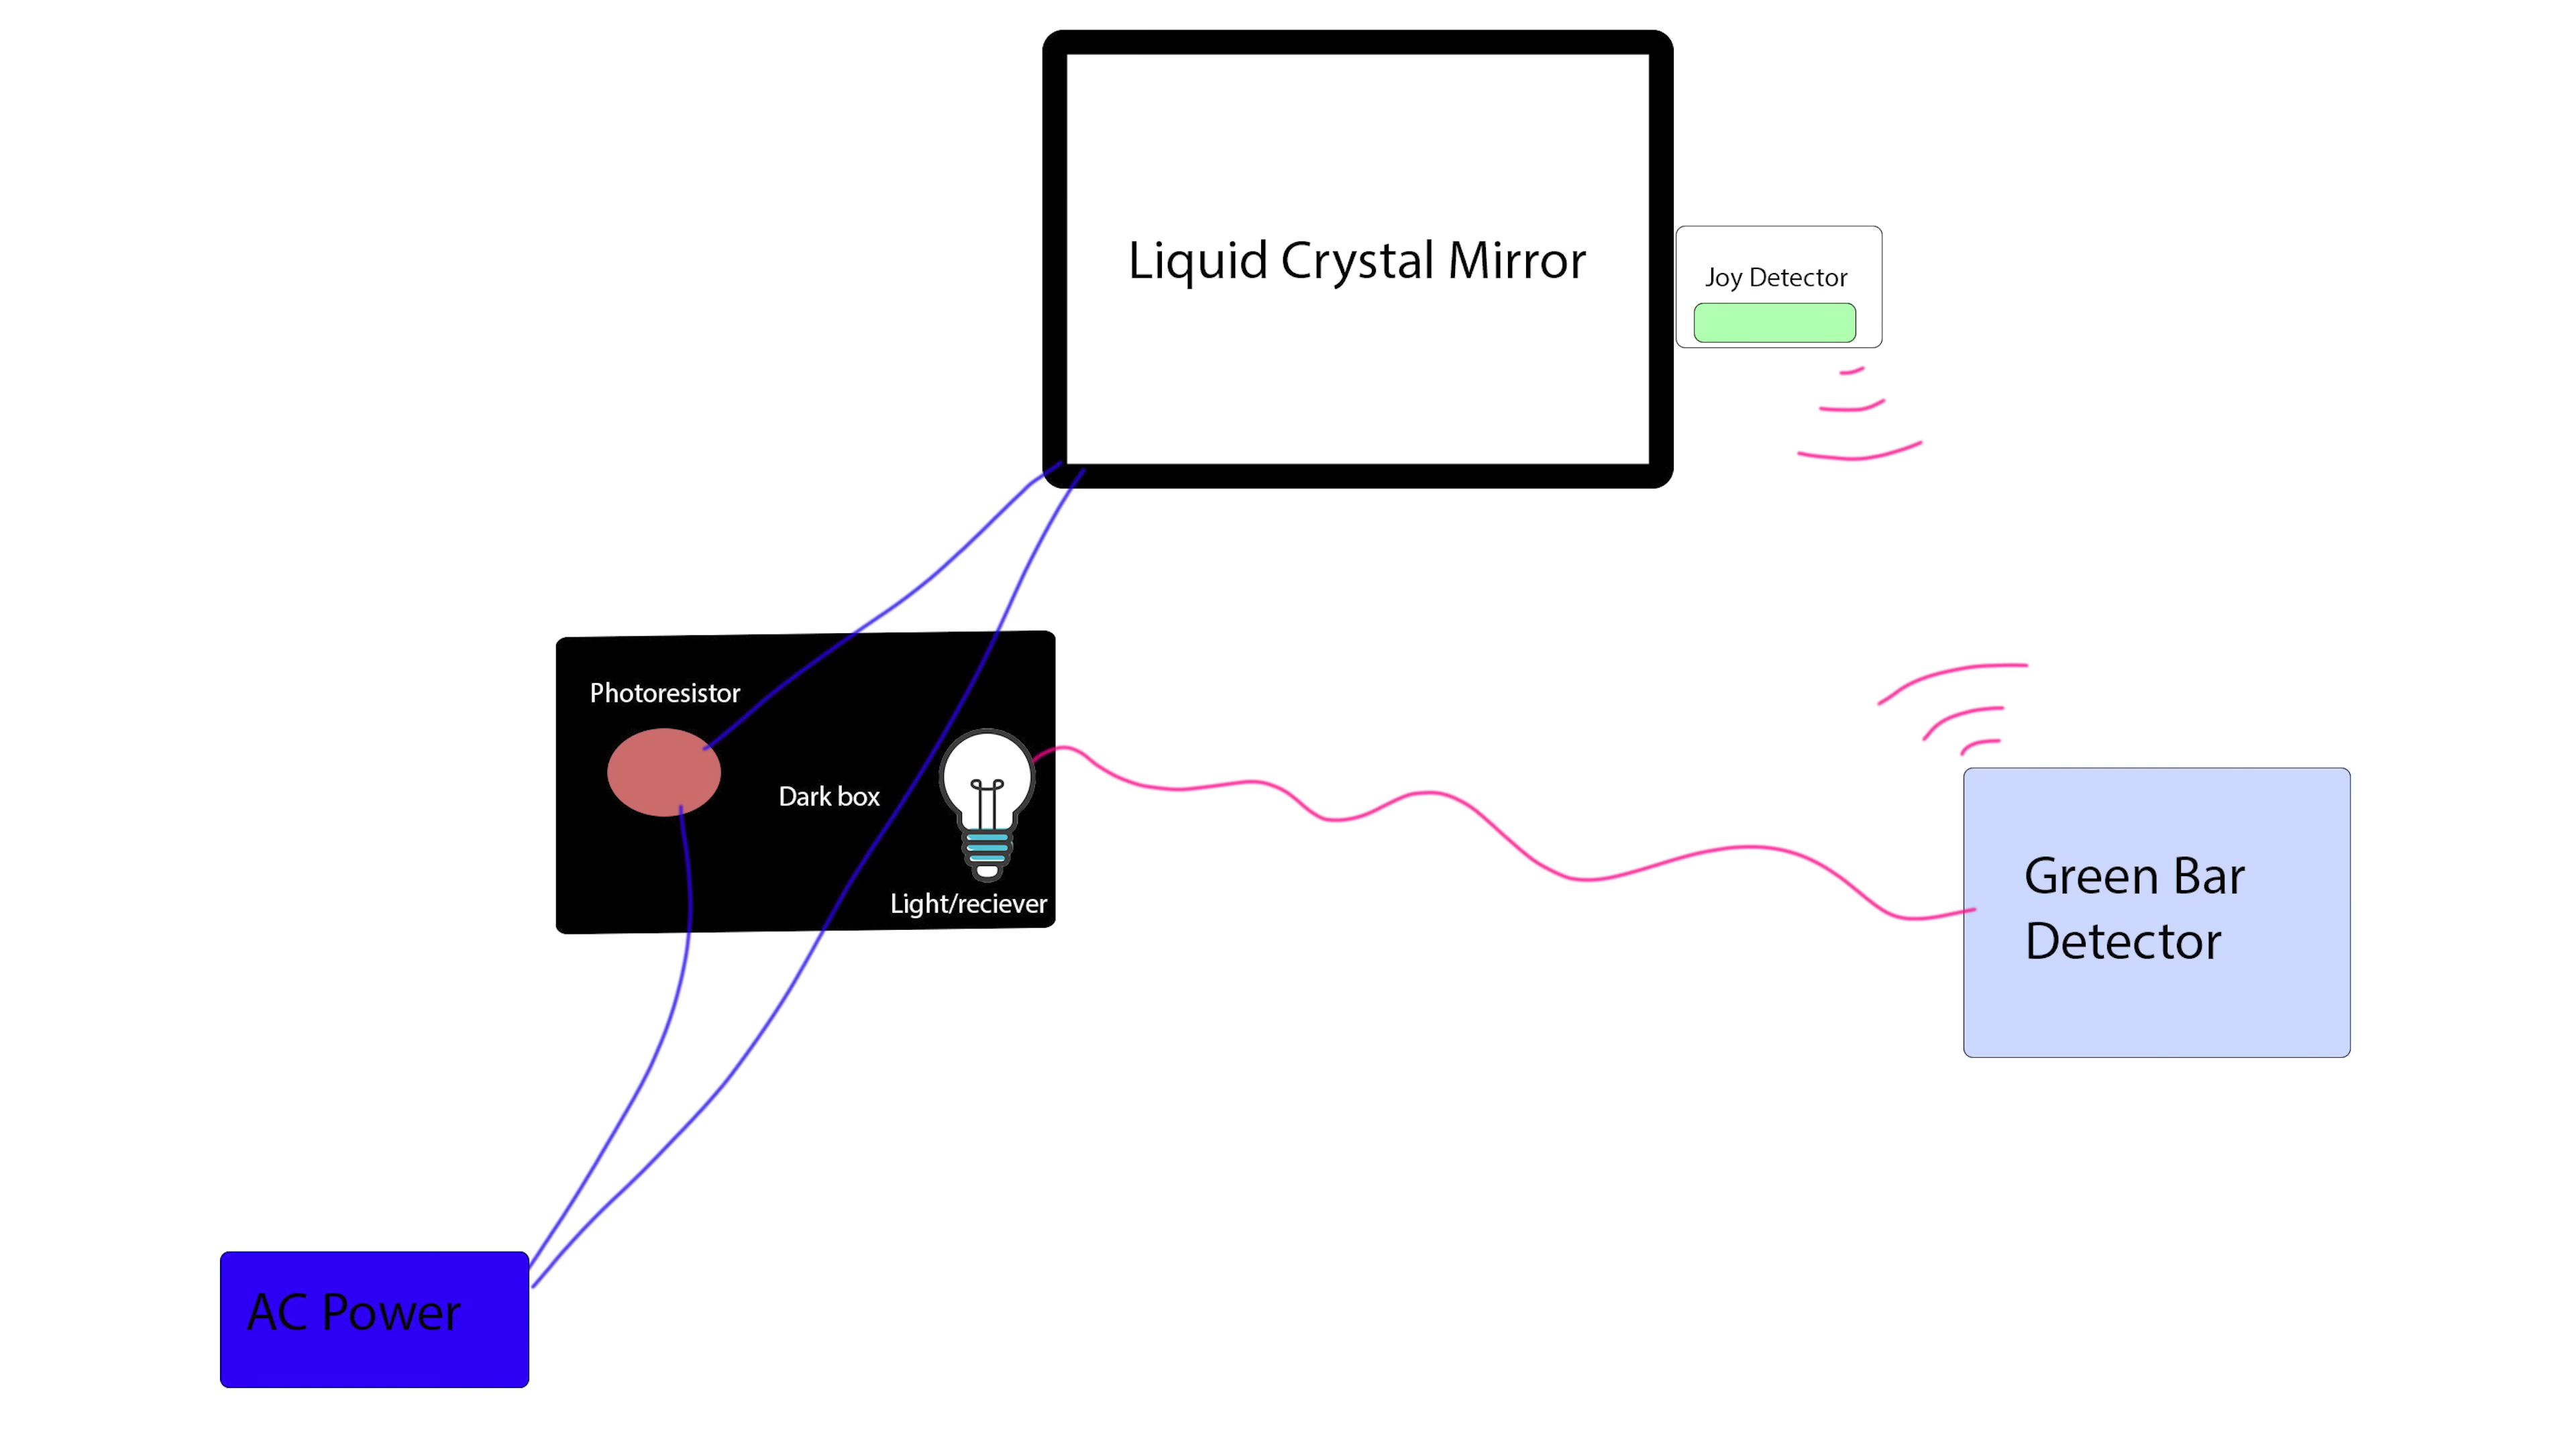 Liquid Crystal Mirror
Joy Detector
Photoresistor
Dark box
Light/reciever
Green Bar
Detector
AC Power